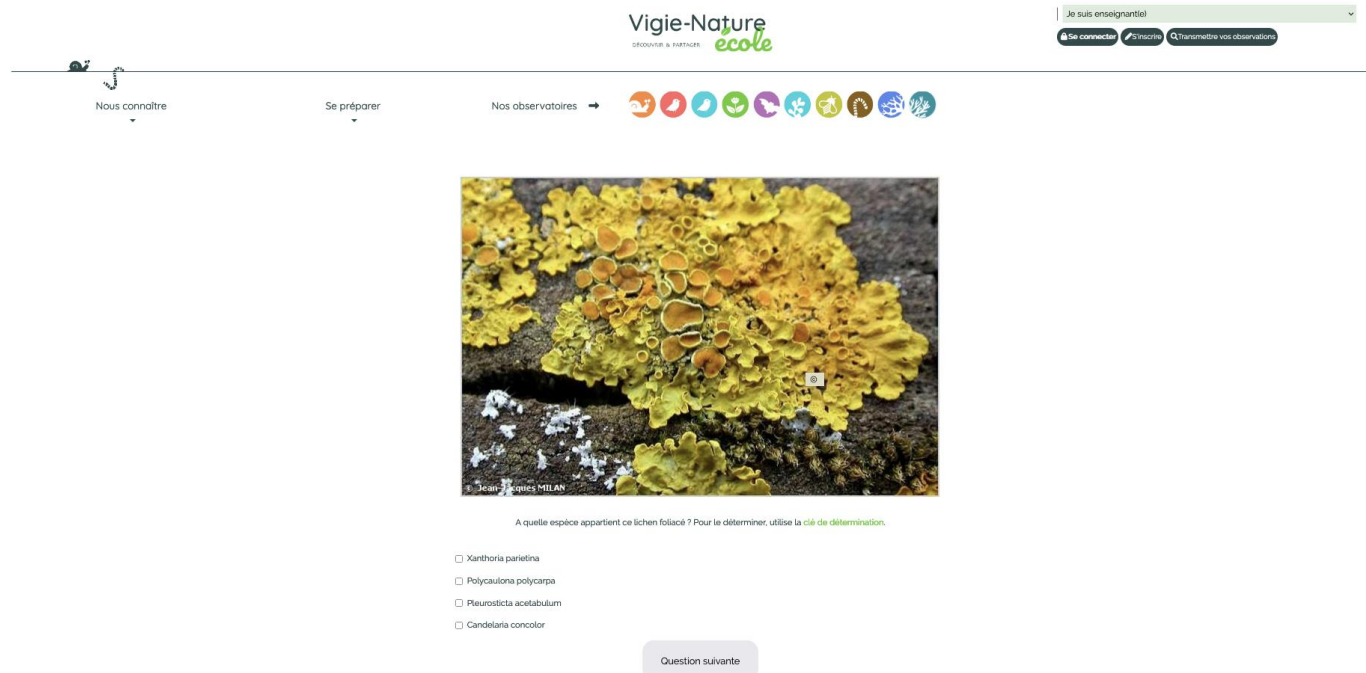 Vigie-Nature
DÉCOUVRIR & PARTAGER école
Je suis enseignant(e)
Se connecter S'inscrire Transmettre vos observations
Nous connaître Se préparer Nos observatoires
©
© Jean-Jacques MILAN
A quelle espèce appartient ce lichen foliacé ? Pour le déterminer, utilise la clé de détermination.
Xanthoria parietina
Polycaulona polycarpa
Pleurosticta acetabulum
Candelaria concolor
Question suivante